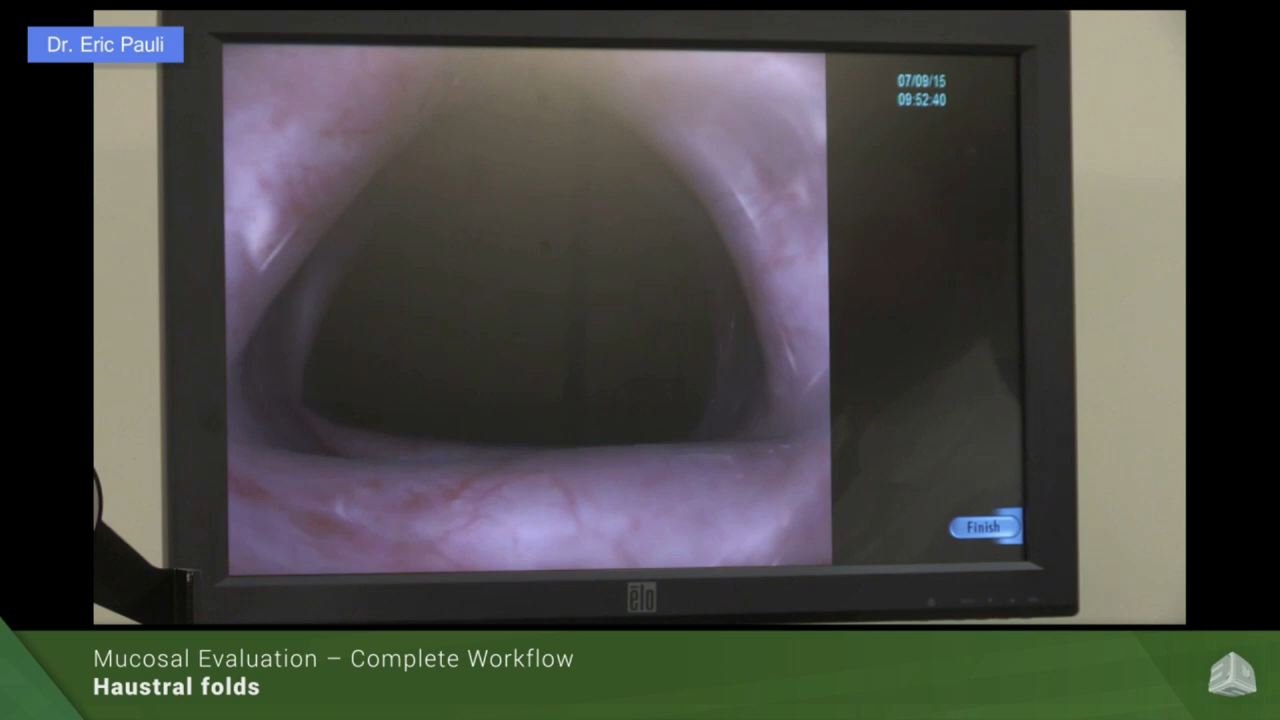 Dr. Eric Pauli
07/09/15
09:52:40
Finish
elo
Mucosal Evaluation – Complete Workflow
Haustral folds